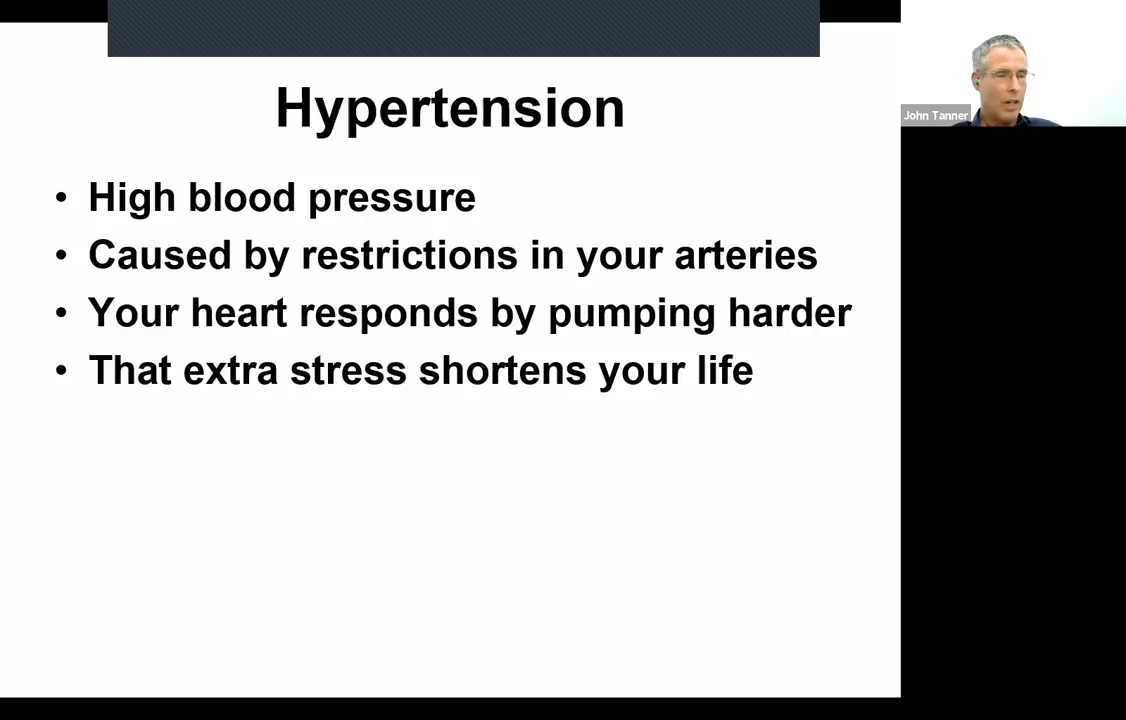 Hypertension
• High blood pressure
• Caused by restrictions in your arteries
• Your heart responds by pumping harder
• That extra stress shortens your life
John Tanner